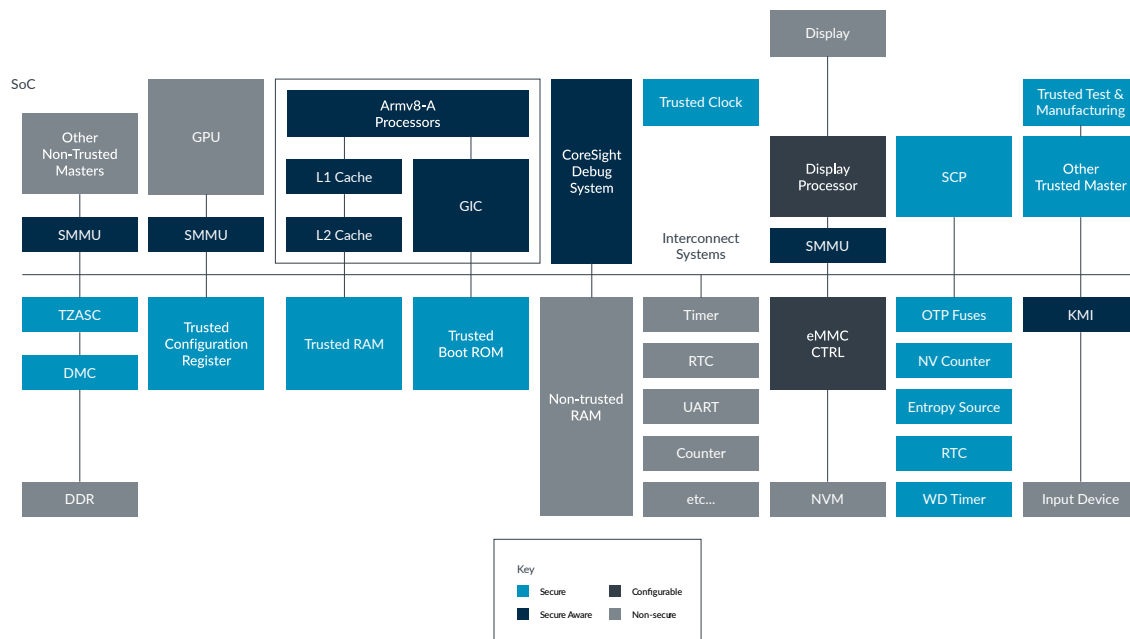 Display
SoC
Other
Non-Trusted
Masters
GPU
Armv8-A
Processors
L1 Cache
L2 Cache
GIC
CoreSight
Debug
System
Trusted Clock
Display
Processor
SCP
Trusted Test &
Manufacturing
Other
Trusted Master
SMMU
SMMU
Interconnect
Systems
SMMU
TZASC
DMC
DDR
Trusted
Configuration
Register
Trusted RAM
Trusted
Boot ROM
Non-trusted
RAM
Timer
RTC
UART
Counter
etc...
eMMC
CTRL
NVM
OTP Fuses
NV Counter
Entropy Source
RTC
WD Timer
KMI
Input Device
Key
Secure
Configurable
Secure Aware
Non-secure